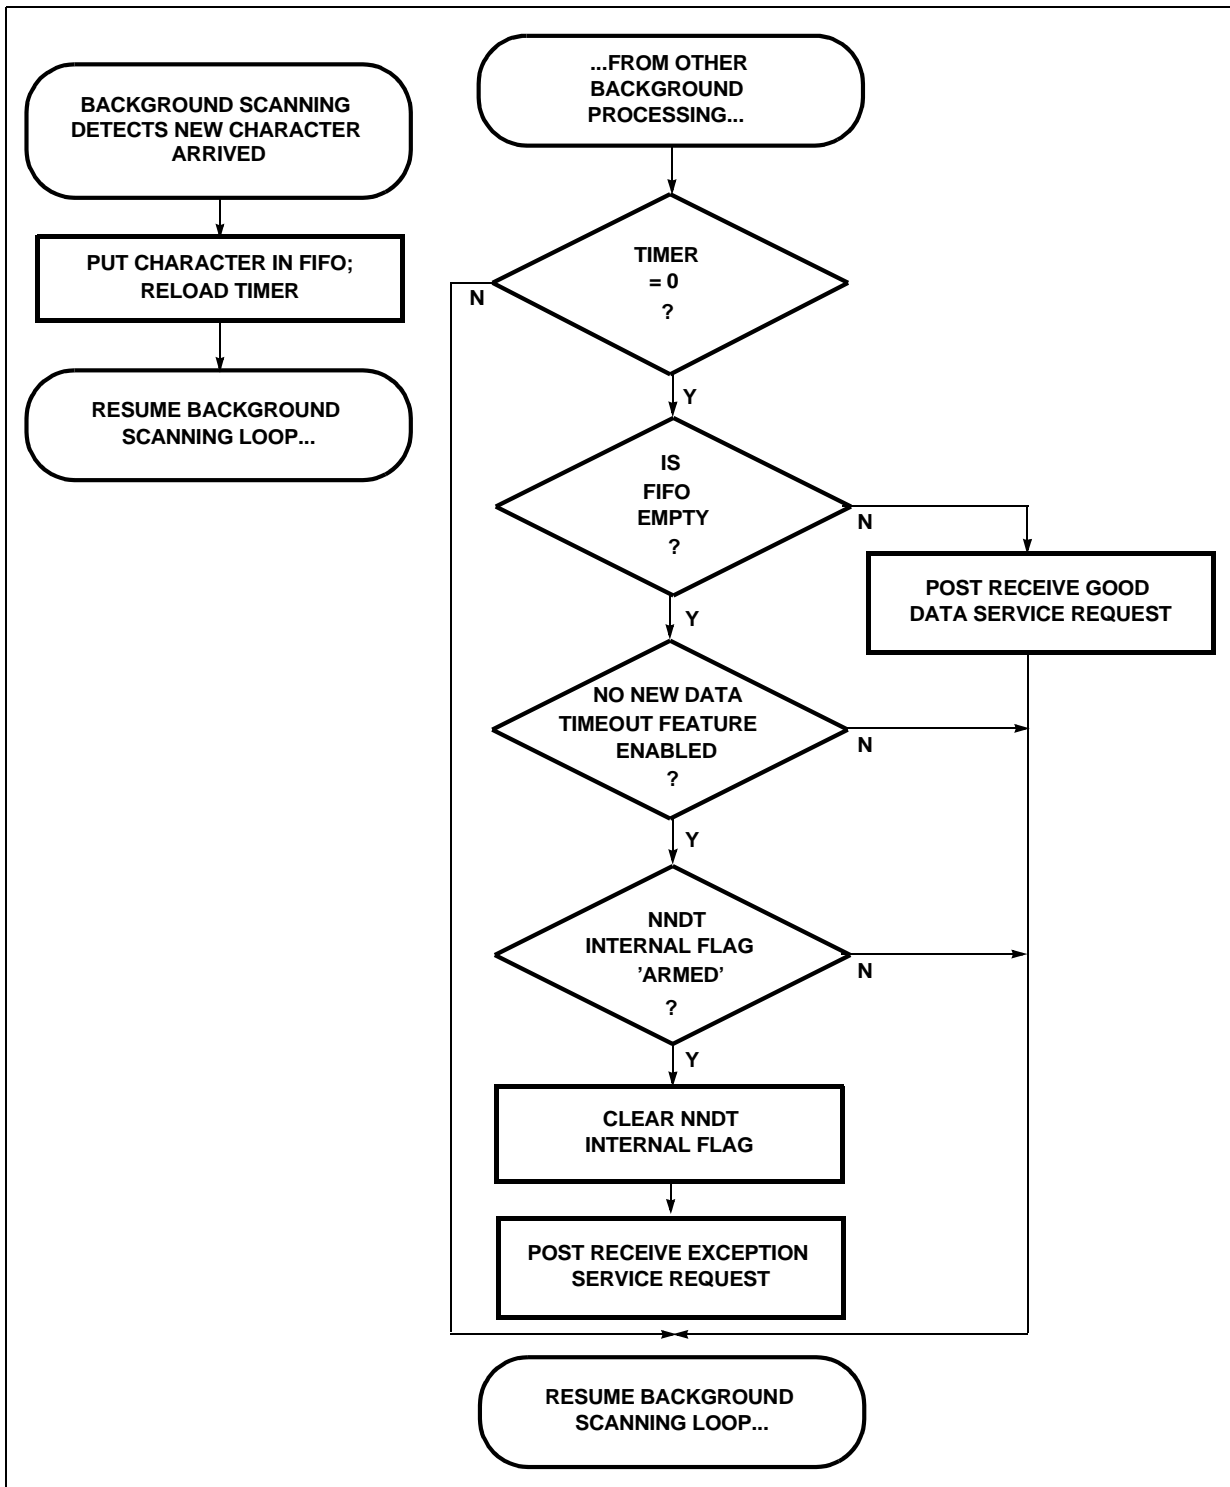 BACKGROUND SCANNING
DETECTS NEW CHARACTER
ARRIVED
PUT CHARACTER IN FIFO;
RELOAD TIMER
RESUME BACKGROUND
SCANNING LOOP...
...FROM OTHER
BACKGROUND
PROCESSING...
TIMER
= 0
?
N
Y
IS
FIFO
EMPTY
?
N
Y
POST RECEIVE GOOD
DATA SERVICE REQUEST
NO NEW DATA
TIMEOUT FEATURE
ENABLED
?
N
Y
NNDT
INTERNAL FLAG
’ARMED’
?
N
Y
CLEAR NNDT
INTERNAL FLAG
POST RECEIVE EXCEPTION
SERVICE REQUEST
RESUME BACKGROUND
SCANNING LOOP...